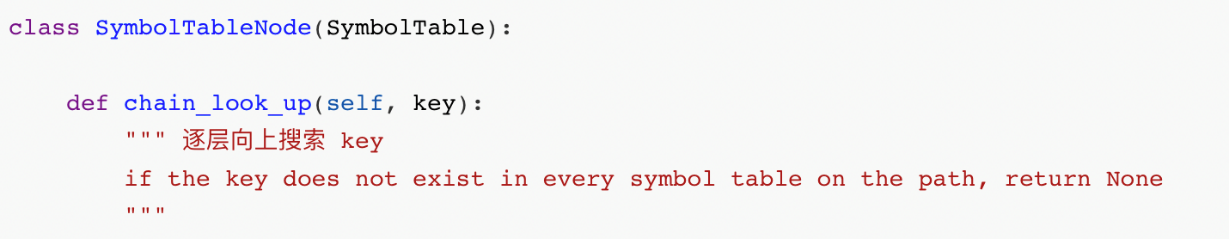 class SymbolTableNode(SymbolTable):
def chain_look_up(self, key):
""" 逐层向上搜索 key
if the key does not exist in every symbol table on the path, return None
"""